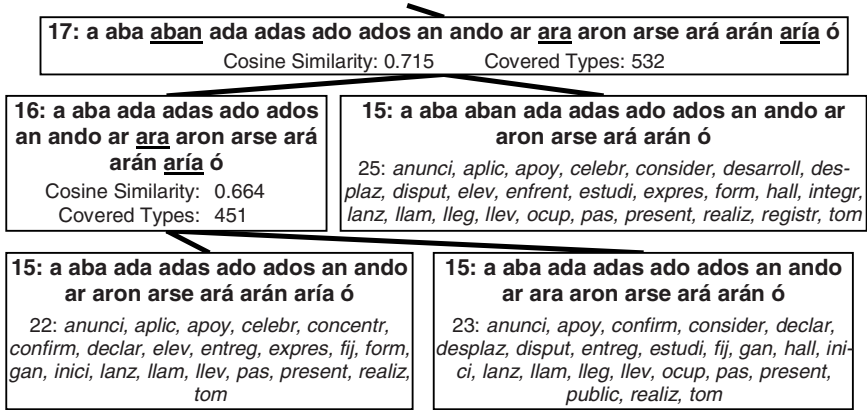 17: a aba aban ada adas ado ados an ando ar ara aron arse ará arán aría ó
Cosine Similarity: 0.715 Covered Types: 532
16: a aba ada adas ado ados
an ando ar ara aron arse ará
arán aría ó
Cosine Similarity: 0.664
Covered Types: 451
15: a aba aban ada adas ado ados an ando ar
aron arse ará arán ó
25: anunci, aplic, apoy, celebr, consider, desarroll, des-
plaz, disput, elev, enfrent, estudi, expres, form, hall, integr,
lanz, llam, lleg, llev, ocup, pas, present, realiz, registr, tom
15: a aba ada adas ado ados an ando
ar aron arse ará arán aría ó
22: anunci, aplic, apoy, celebr, concentr,
confirm, declar, elev, entreg, expres, fij, form,
gan, inici, lanz, llam, llev, pas, present, realiz,
tom
15: a aba ada adas ado ados an ando
ar ara aron arse ará arán ó
23: anunci, apoy, confirm, consider, declar,
desplaz, disput, entreg, estudi, fij, gan, hall, ini-
ci, lanz, llam, lleg, llev, ocup, pas, present,
public, realiz, tom